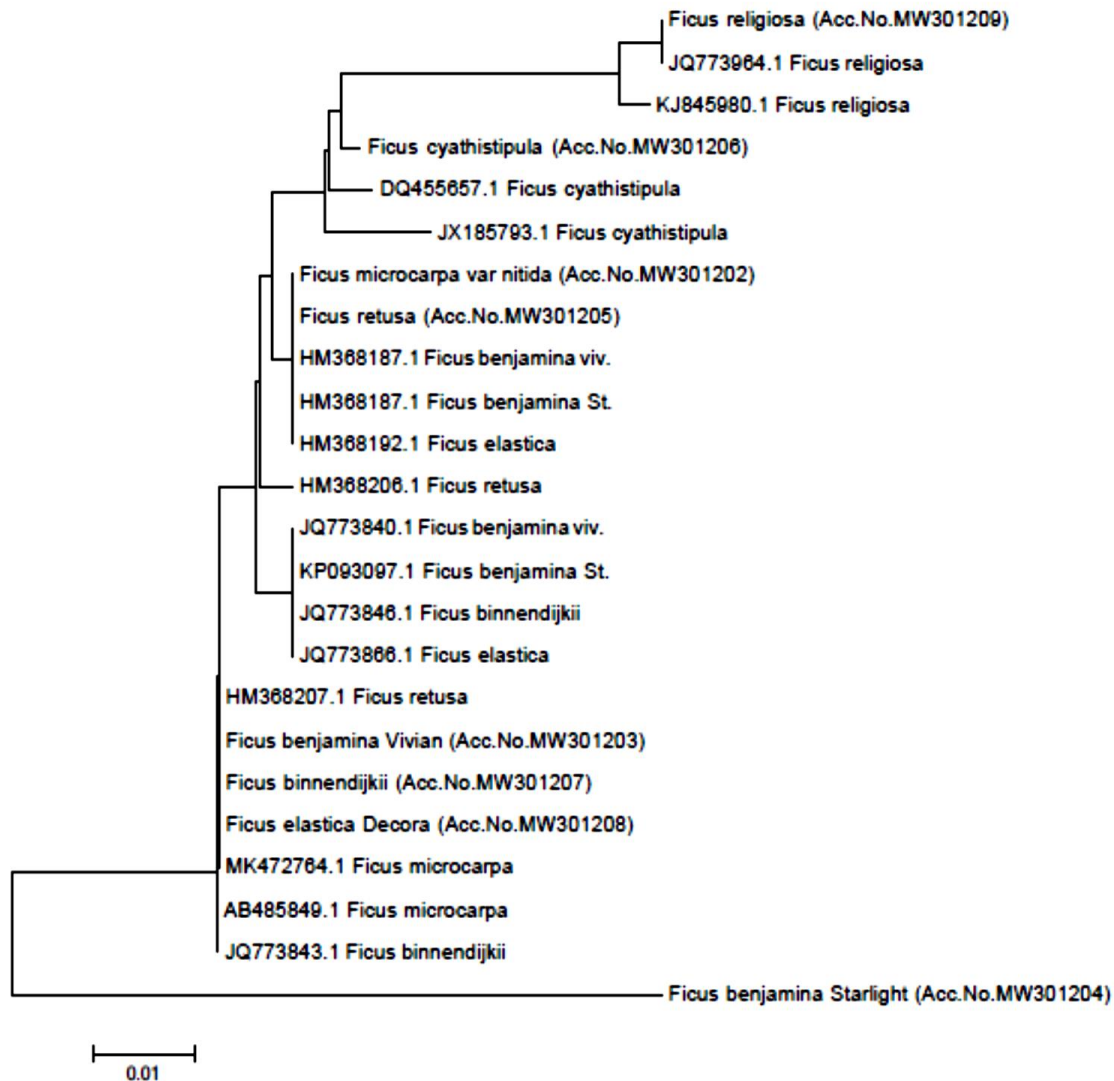 Ficus religiosa (Acc.No.MW301209)
JQ773964.1 Ficus religiosa
KJ845980.1 Ficus religiosa
Ficus cyathistipula (Acc.No.MW301206)
DQ455657.1 Ficus cyathistipula
JX185793.1 Ficus cyathistipula
Ficus microcarpa var nitida (Acc.No.MW301202)
Ficus retusa (Acc.No.MW301205)
HM368187.1 Ficus benjamina viv.
HM368187.1 Ficus benjamina St.
HM368192.1 Ficus elastica
HM368206.1 Ficus retusa
JQ773840.1 Ficus benjamina viv.
KP093097.1 Ficus benjamina St.
JQ773846.1 Ficus binnendijkii
JQ773866.1 Ficus elastica
HM368207.1 Ficus retusa
Ficus benjamina Vivian (Acc.No.MW301203)
Ficus binnendijkii (Acc.No.MW301207)
Ficus elastica Decora (Acc.No.MW301208)
MK472764.1 Ficus microcarpa
AB485849.1 Ficus microcarpa
JQ773843.1 Ficus binnendijkii
Ficus benjamina Starlight (Acc.No.MW301204)
0.01